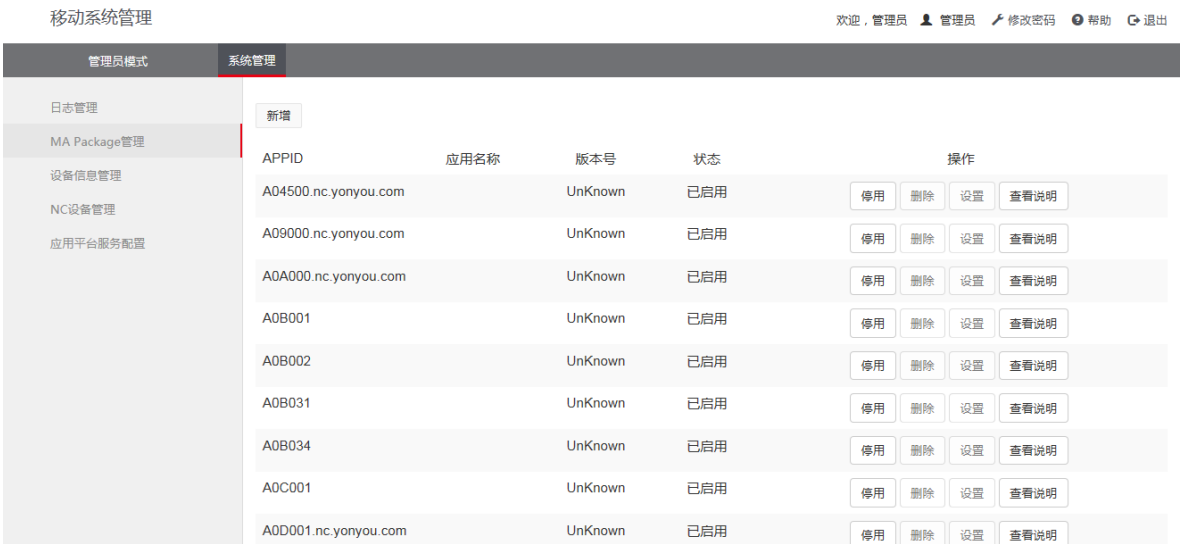 移动系统管理
欢迎，管理员 管理员 修改密码 帮助 退出
管理员模式 系统管理
日志管理
MA Package管理
设备信息管理
NC设备管理
应用平台服务配置
新增
APPID 应用名称 版本号 状态 操作
A04500.nc.yonyou.com UnKnown 已启用 停用 删除 设置 查看说明
A09000.nc.yonyou.com UnKnown 已启用 停用 删除 设置 查看说明
A0A000.nc.yonyou.com UnKnown 已启用 停用 删除 设置 查看说明
A0B001 UnKnown 已启用 停用 删除 设置 查看说明
A0B002 UnKnown 已启用 停用 删除 设置 查看说明
A0B031 UnKnown 已启用 停用 删除 设置 查看说明
A0B034 UnKnown 已启用 停用 删除 设置 查看说明
A0C001 UnKnown 已启用 停用 删除 设置 查看说明
A0D001.nc.yonyou.com UnKnown 已启用 停用 删除 设置 查看说明